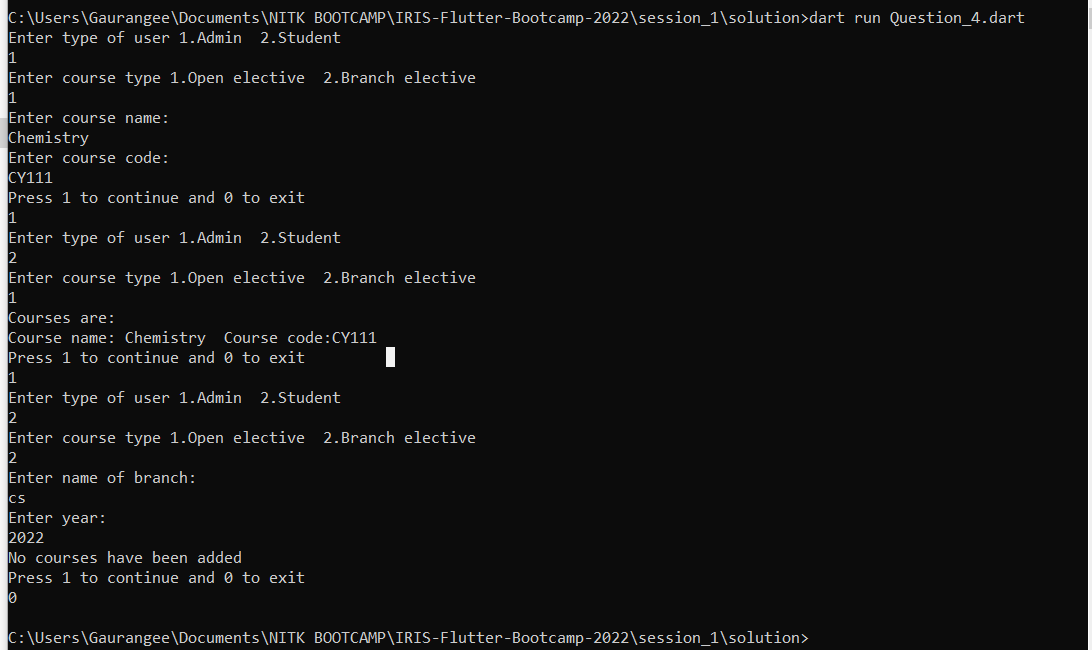 C:\Users\Gaurangee\Documents\NITK BOOTCAMP\IRIS-Flutter-Bootcamp-2022\session_1\solution>dart run Question_4.dart
Enter type of user 1.Admin  2.Student
1
Enter course type 1.Open elective  2.Branch elective
1
Enter course name:
Chemistry
Enter course code:
CY111
Press 1 to continue and 0 to exit
1
Enter type of user 1.Admin  2.Student
2
Enter course type 1.Open elective  2.Branch elective
1
Courses are:
Course name: Chemistry  Course code:CY111
Press 1 to continue and 0 to exit
1
Enter type of user 1.Admin  2.Student
2
Enter course type 1.Open elective  2.Branch elective
2
Enter name of branch:
cs
Enter year:
2022
No courses have been added
Press 1 to continue and 0 to exit
0
C:\Users\Gaurangee\Documents\NITK BOOTCAMP\IRIS-Flutter-Bootcamp-2022\session_1\solution>